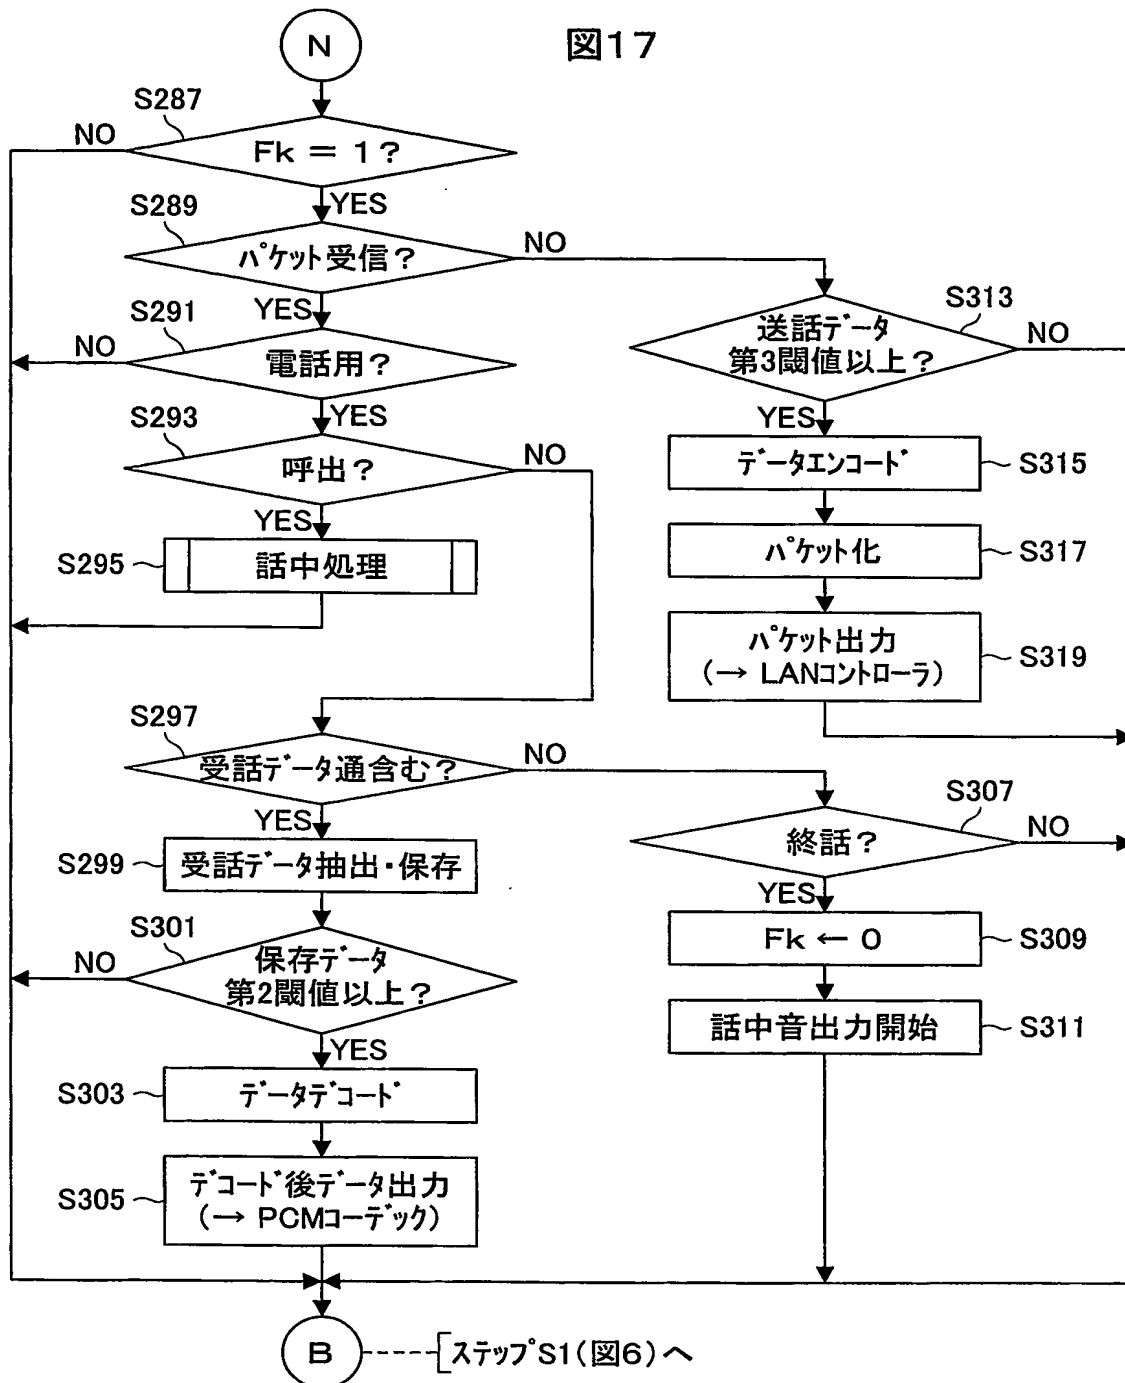 図17
N
S287
NO
Fk = 1?
YES
S289
パケット受信?
NO
YES
S291
NO
電話用?
YES
S293
呼出?
NO
YES
S295
話中処理
S313
送話データ
第3閾値以上?
NO
YES
データエンコード
S315
パケット化
S317
パケット出力
(→ LANコントローラ)
S319
S297
受話データ通含む?
NO
YES
S299
受話データ抽出・保存
S301
NO
保存データ
第2閾値以上?
YES
S303
データデコード
S305
デコード後データ出力
(→ PCMコーデック)
S307
終話?
NO
YES
Fk ← 0
S309
話中音出力開始
S311
B
ステップS1(図6)へ